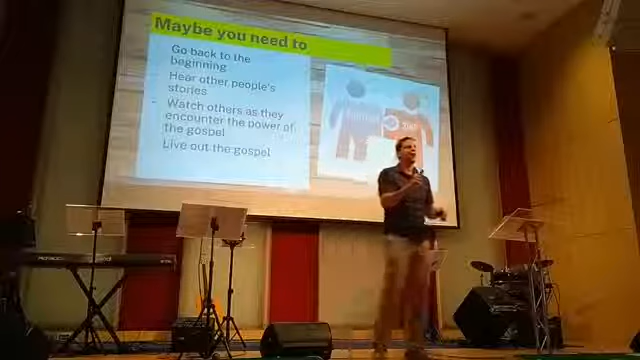 Maybe you need to
Go back to the
beginning
Hear other people's
stories
Watch others as they
encounter the power of
the gospel
Live out the gospel
You